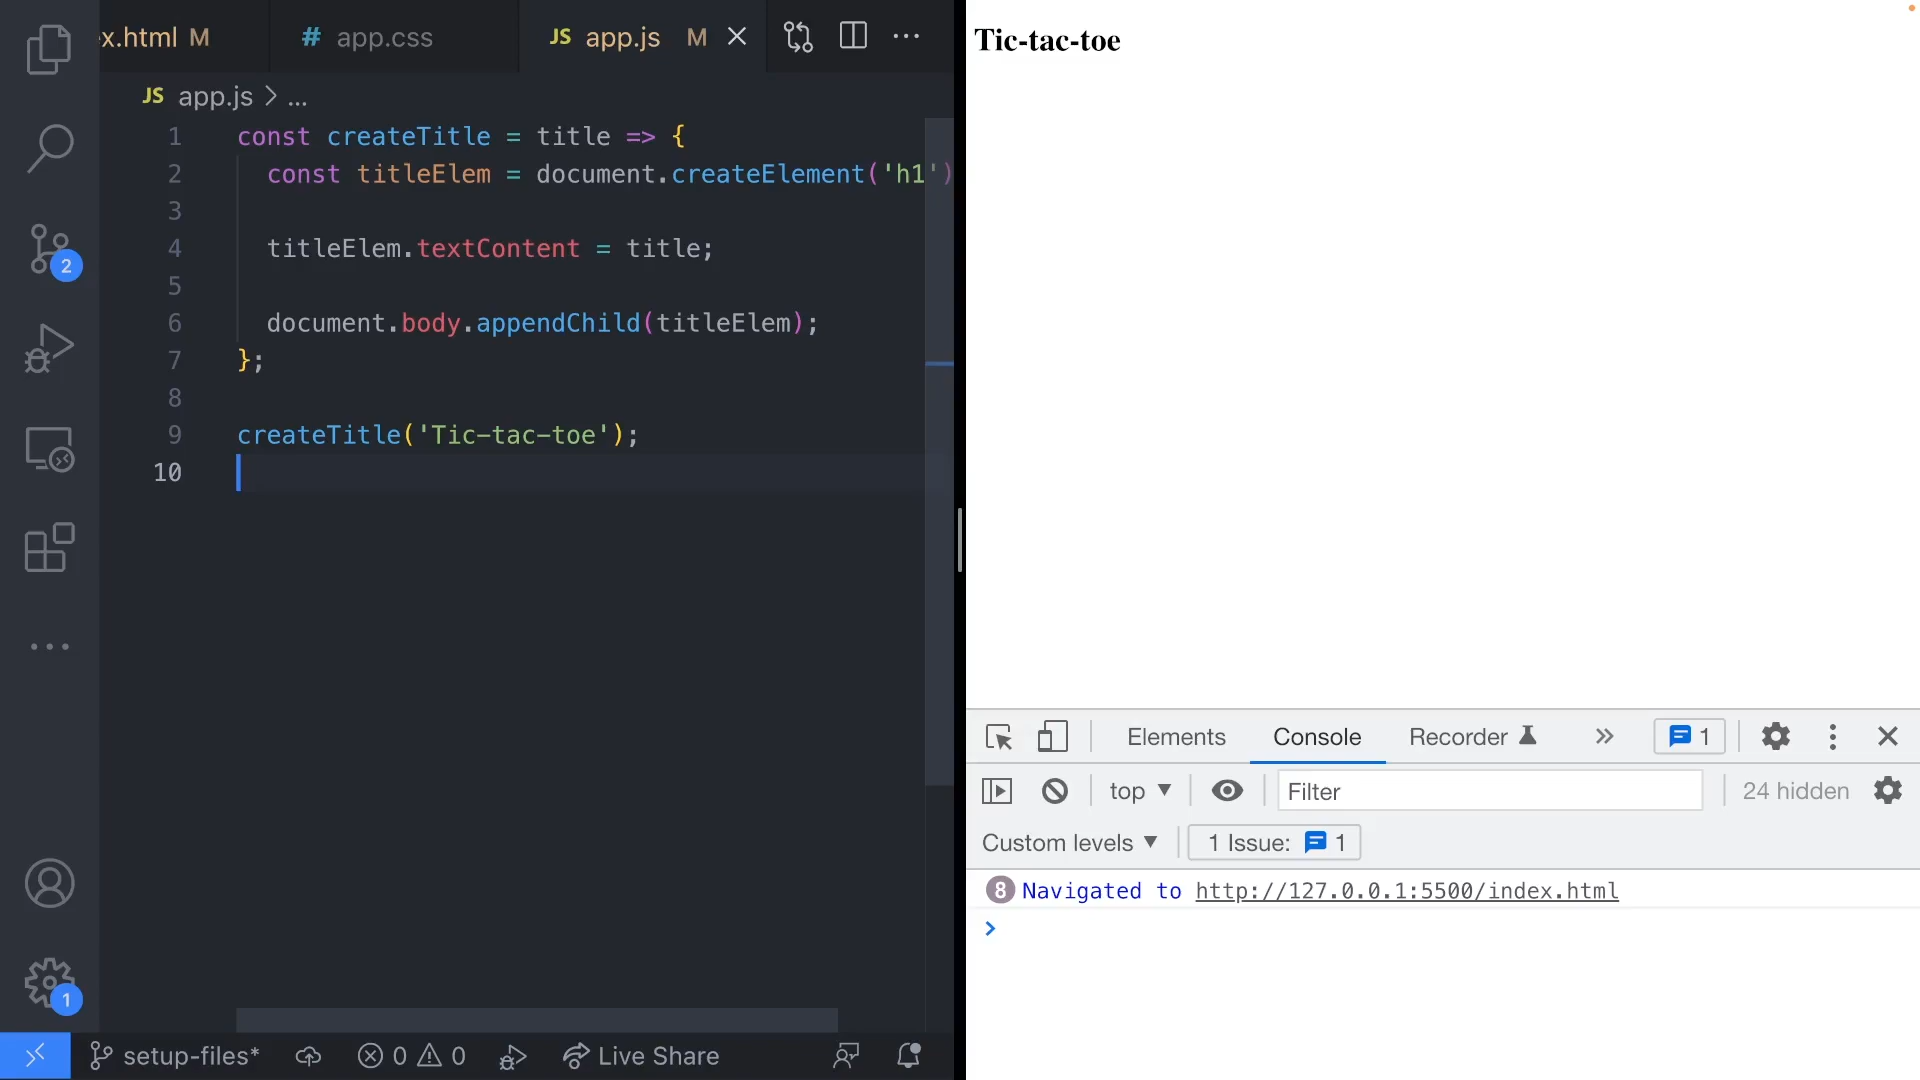 x.html M # app.css JS app.js M
JS app.js > ...
1 const createTitle = title => {
2 const titleElem = document.createElement('h1')
3
4 titleElem.textContent = title;
5
6 document.body.appendChild(titleElem);
7 };
8
9 createTitle('Tic-tac-toe');
10
2
1
setup-files* 0 0 Live Share
Tic-tac-toe
Elements Console Recorder 1
top Filter 24 hidden
Custom levels 1 Issue: 1
8 Navigated to http://127.0.0.1:5500/index.html